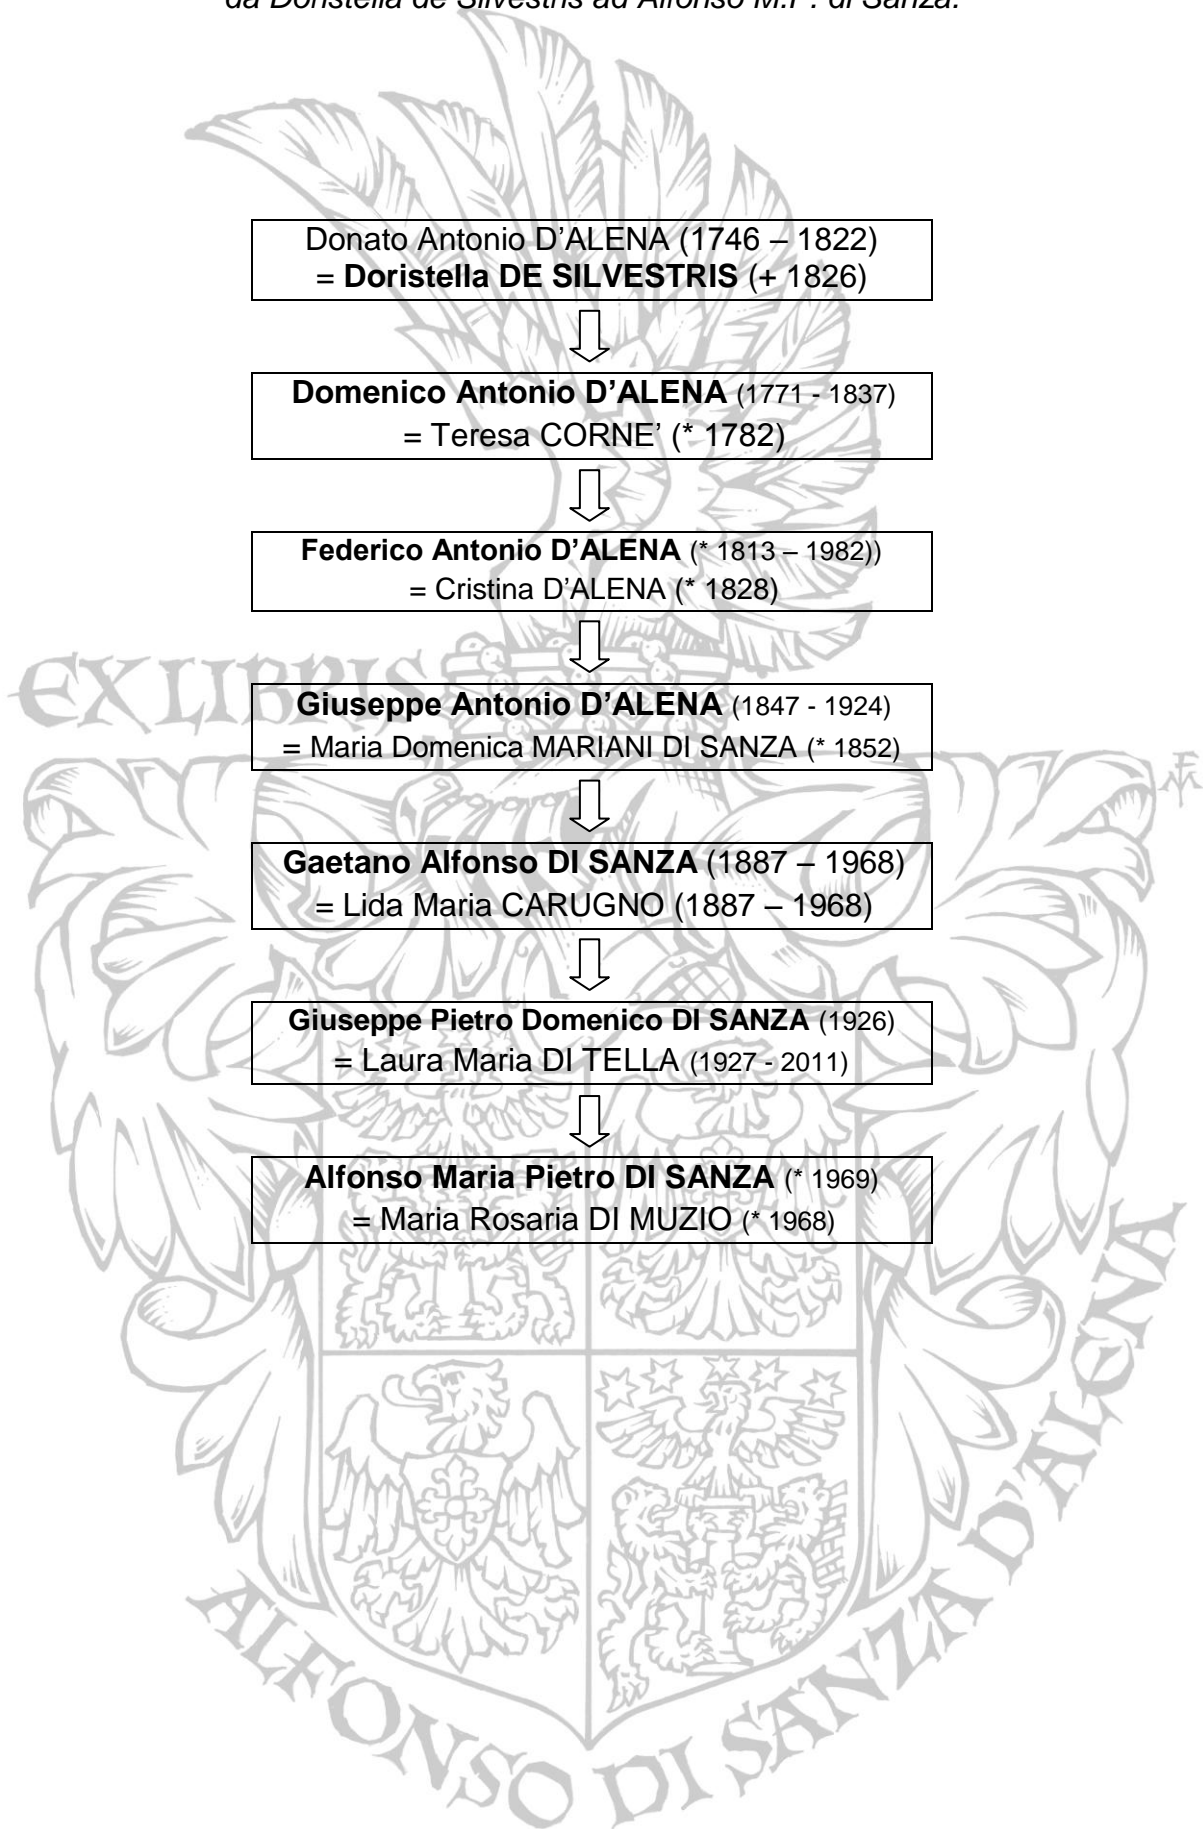 da Doristella de Silvestris ad Alfonso M.P. di Sanza.
Donato Antonio D’ALENA (1746 – 1822)
= Doristella DE SILVESTRIS (+ 1826)
Domenico Antonio D’ALENA (1771 - 1837)
= Teresa CORNE’ (* 1782)
Federico Antonio D’ALENA (* 1813 – 1982))
= Cristina D’ALENA (* 1828)
EX LIBRIS
Giuseppe Antonio D’ALENA (1847 - 1924)
= Maria Domenica MARIANI DI SANZA (* 1852)
Gaetano Alfonso DI SANZA (1887 – 1968)
= Lida Maria CARUGNO (1887 – 1968)
Giuseppe Pietro Domenico DI SANZA (1926)
= Laura Maria DI TELLA (1927 - 2011)
Alfonso Maria Pietro DI SANZA (* 1969)
= Maria Rosaria DI MUZIO (* 1968)
ALFONSO DI SANZA D'ALENA